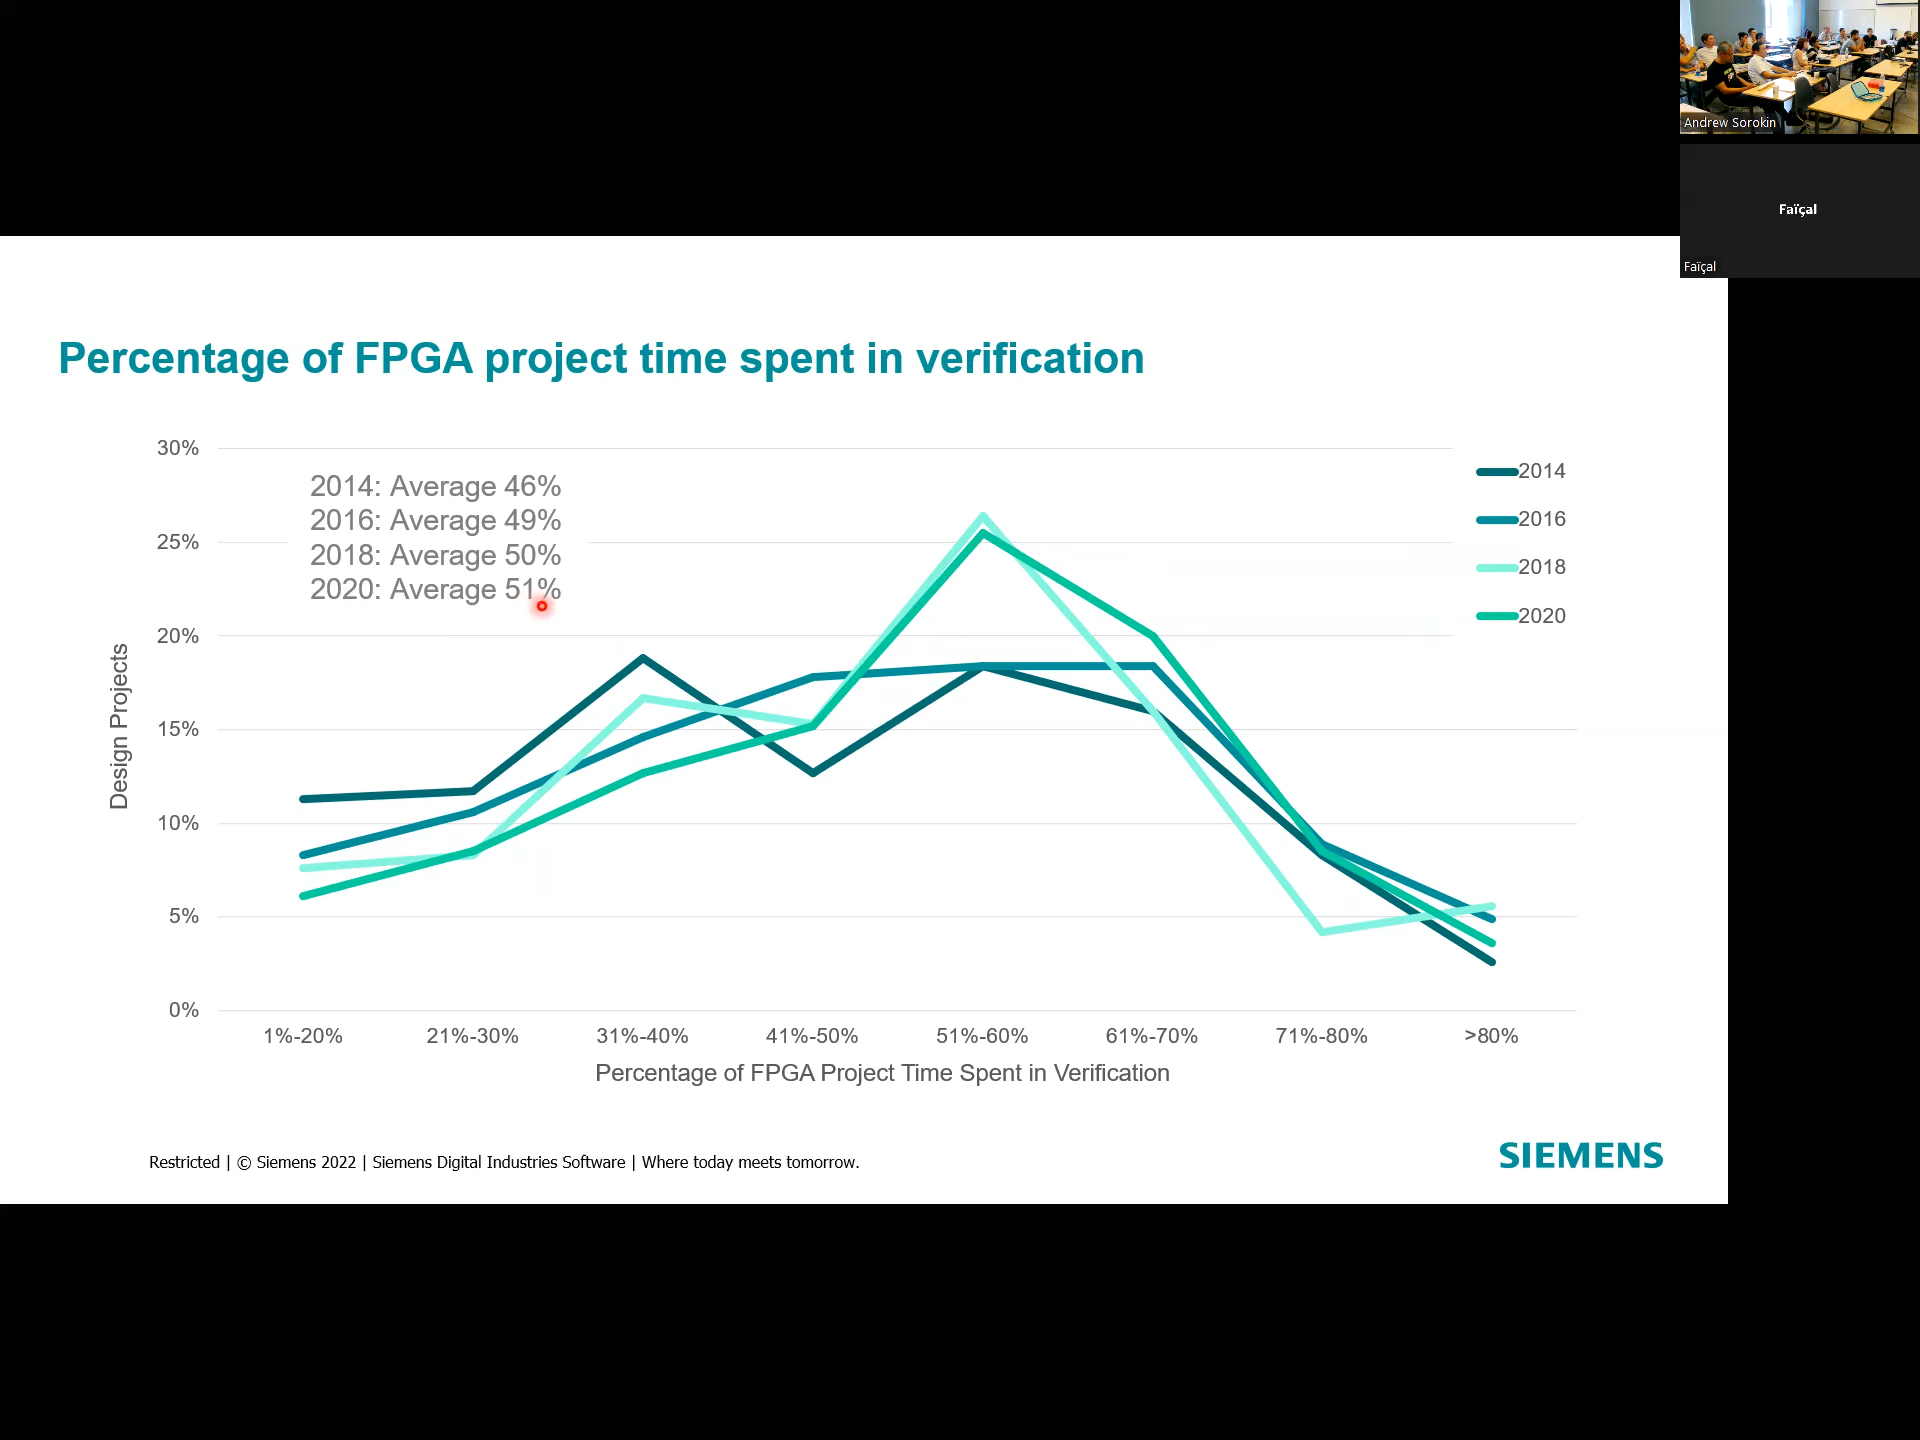 Andrew Sorokin
Faïçal
Faïçal
Percentage of FPGA project time spent in verification
30%
25%
20%
15%
10%
5%
0%
Design Projects
2014: Average 46%
2016: Average 49%
2018: Average 50%
2020: Average 51%
2014
2016
2018
2020
1%-20% 21%-30% 31%-40% 41%-50% 51%-60% 61%-70% 71%-80% >80%
Percentage of FPGA Project Time Spent in Verification
Restricted | © Siemens 2022 | Siemens Digital Industries Software | Where today meets tomorrow.
SIEMENS